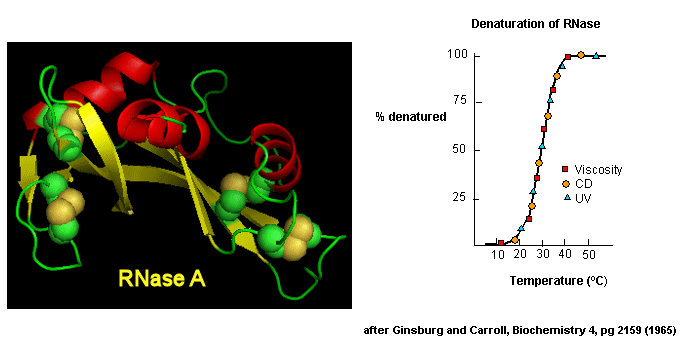 RNase A
Denaturation of RNase
% denatured
100
75
50
25
Viscosity
CD
UV
10 20 30 40 50
Temperature (ºC)
after Ginsburg and Carroll, Biochemistry 4, pg 2159 (1965)